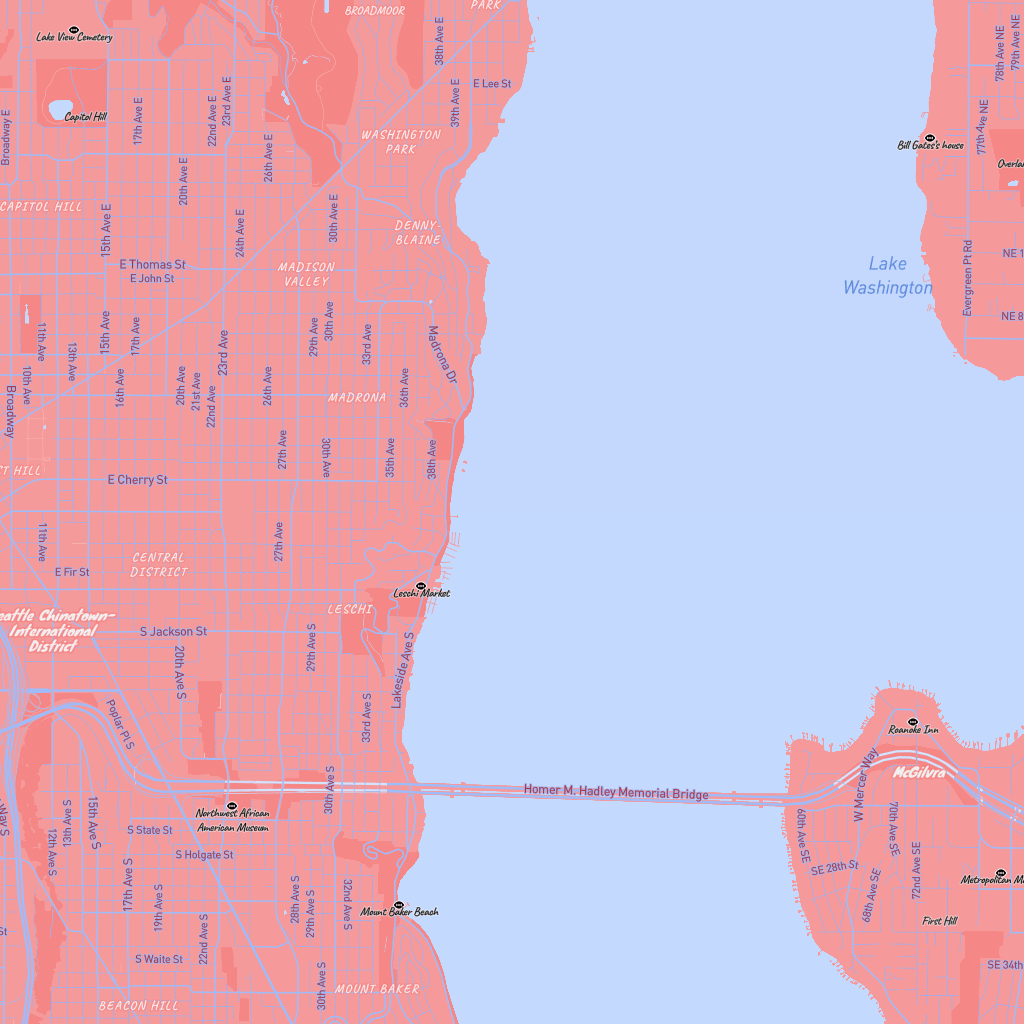 BROADMOOR
PARK
Lake View Cemetery
38th Ave E
78th Ave NE
79th Ave NE
E Lee St
39th Ave E
Capitol Hill
17th Ave E
22nd Ave E
23rd Ave E
Broadway E
WASHINGTON
PARK
77th Ave NE
Bill Gates's house
26th Ave E
20th Ave E
CAPITOL HILL
15th Ave E
24th Ave E
30th Ave E
DENNY-
BLAINE
E Thomas St
E John St
MADISON
VALLEY
Lake
Washington
Evergreen Pt Rd
NE 8
11th Ave
13th Ave
15th Ave
17th Ave
23rd Ave
29th Ave
30th Ave
33rd Ave
Madrona Dr
10th Ave
16th Ave
20th Ave
21st Ave
22nd Ave
26th Ave
36th Ave
MADRONA
Broadway
27th Ave
30th Ave
35th Ave
38th Ave
HILL
E Cherry St
11th Ave
27th Ave
CENTRAL
DISTRICT
E Fir St
Leschi Market
LESCHI
eattle Chinatown-
International
District
S Jackson St
29th Ave S
20th Ave S
Lakeside Ave S
33rd Ave S
Poplar Pl S
Roanoke Inn
McGilvra
30th Ave S
Homer M. Hadley Memorial Bridge
W Mercer Way
Northwest African
American Museum
Way S
12th Ave S
13th Ave S
15th Ave S
S State St
S Holgate St
60th Ave SE
70th Ave SE
SE 28th St
68th Ave SE
72nd Ave SE
17th Ave S
19th Ave S
22nd Ave S
28th Ave S
29th Ave S
32nd Ave S
Mount Baker Beach
First Hill
S Waite St
30th Ave S
SE 34th
MOUNT BAKER
BEACON HILL